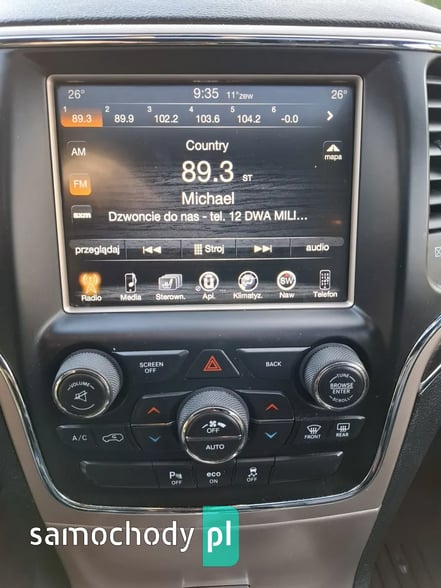 26° 9:35 11°zew 26°
1 2 3 5 6
89.3 89.9 102.2 103.6 104.2 -0.0
AM
Country
mapa
89.3 ST
FM
Michael
sxm
Dzwoncie do nas - tel. 12 DWA MILI...
przeglądaj Stroj audio
Radio Media Sterown. Apl. Klimatyz. Naw Telefon
SW
VOLUME
SCREEN OFF
BACK
TUNE
BROWSE
ENTER
SCROLL
A/C
OFF
AUTO
FRONT
REAR
P OFF
eco ON
OFF
samochody pl